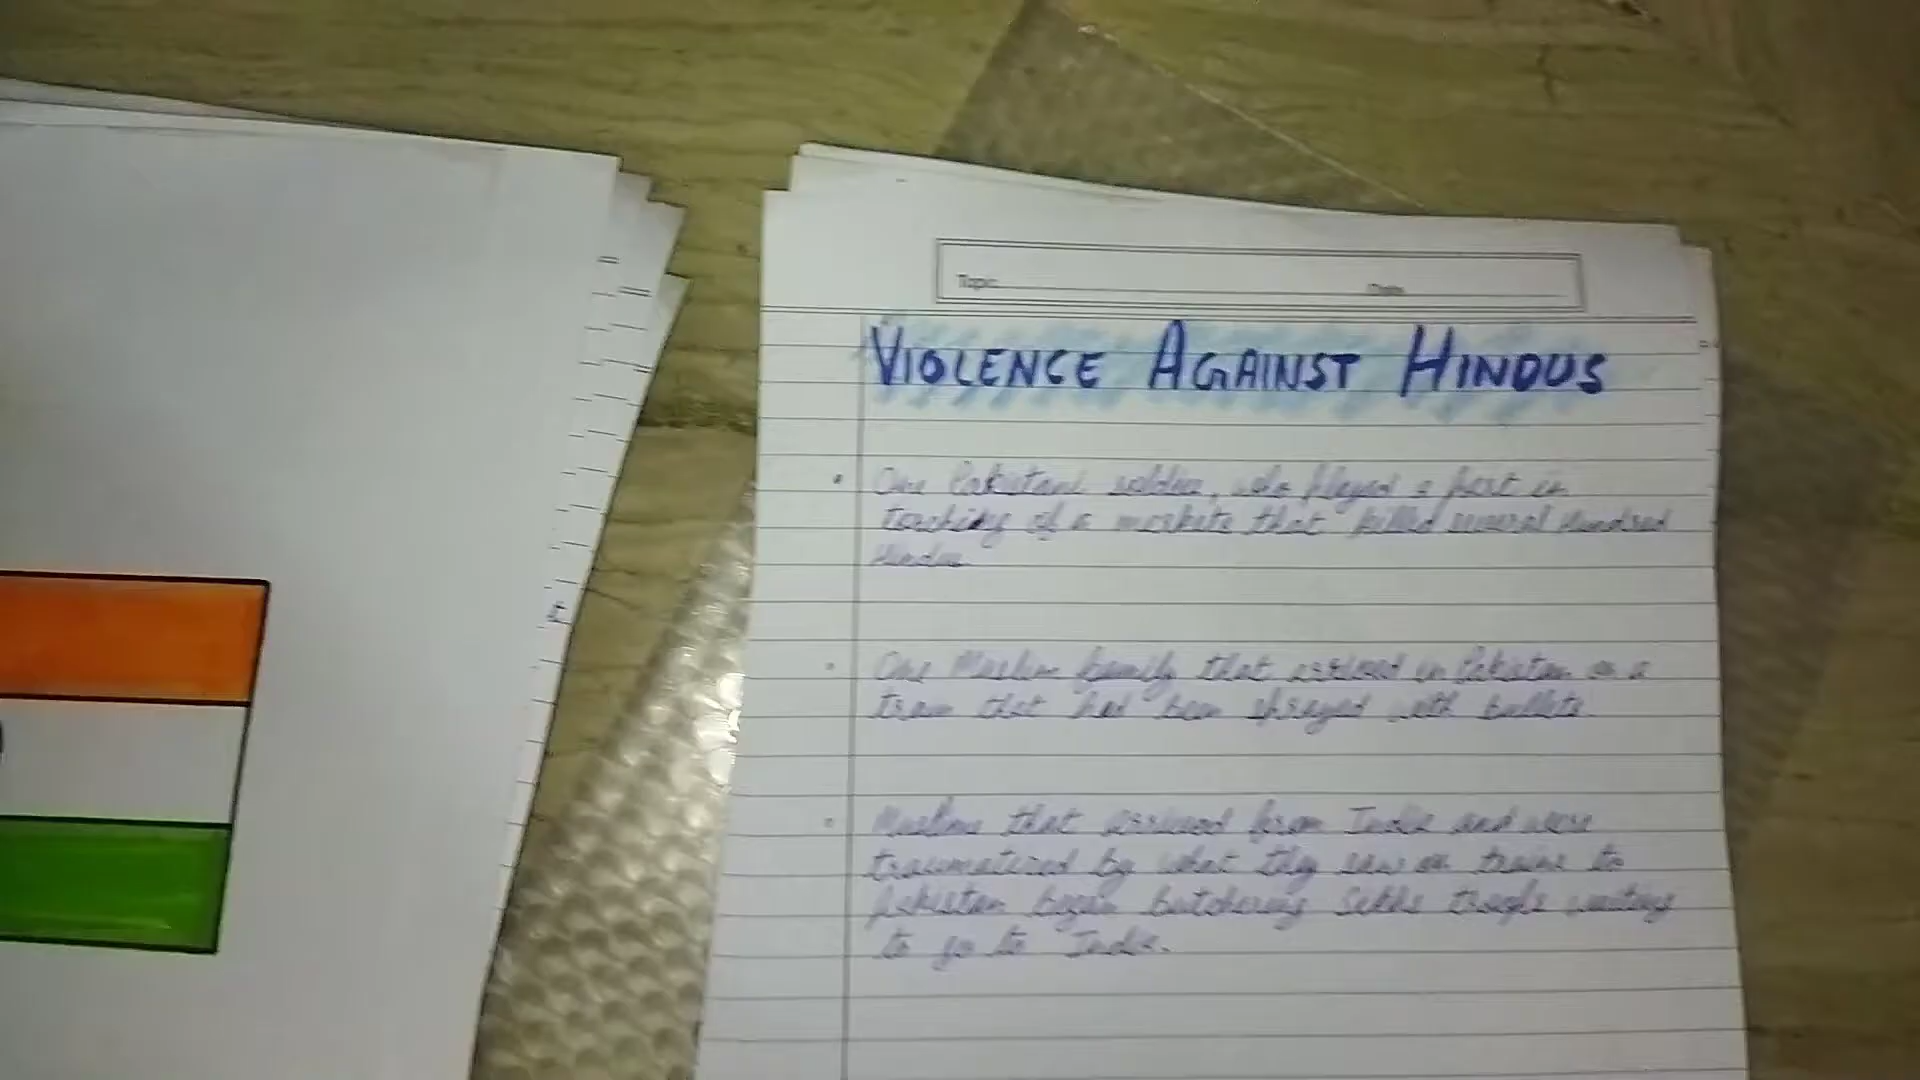 Topic Date
VIOLENCE AGAINST HINDUS
One Pakistani soldier, who played a part in
torching of a that killed several Hundred
Hindu
One Muslim family that arrived in Pakistan on a
train that had been sprayed with bullets.
Muslims that arrived from India and were
traumatized by what they saw on trains to
Pakistan began butchering Sikhs waiting
to go to India.